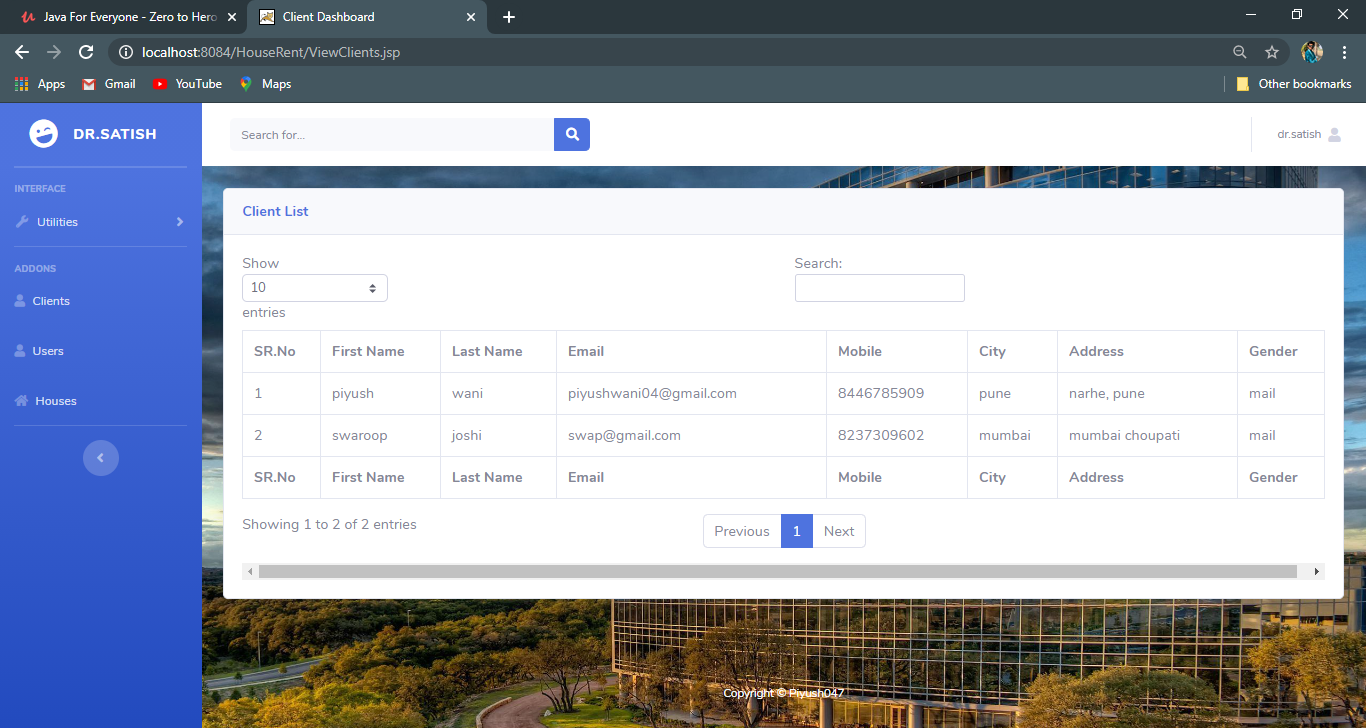 Java For Everyone - Zero to Hero
Client Dashboard
localhost:8084/HouseRent/ViewClients.jsp
Apps Gmail YouTube Maps Other bookmarks
DR.SATISH
Search for...
dr.satish
INTERFACE
Utilities
ADDONS
Clients
Users
Houses
Client List
Show
10
entries
Search:
SR.No First Name Last Name Email Mobile City Address Gender
1 piyush wani piyushwani04@gmail.com 8446785909 pune narhe, pune mail
2 swaroop joshi swap@gmail.com 8237309602 mumbai mumbai choupati mail
SR.No First Name Last Name Email Mobile City Address Gender
Showing 1 to 2 of 2 entries
Previous 1 Next
Copyright © Piyush047